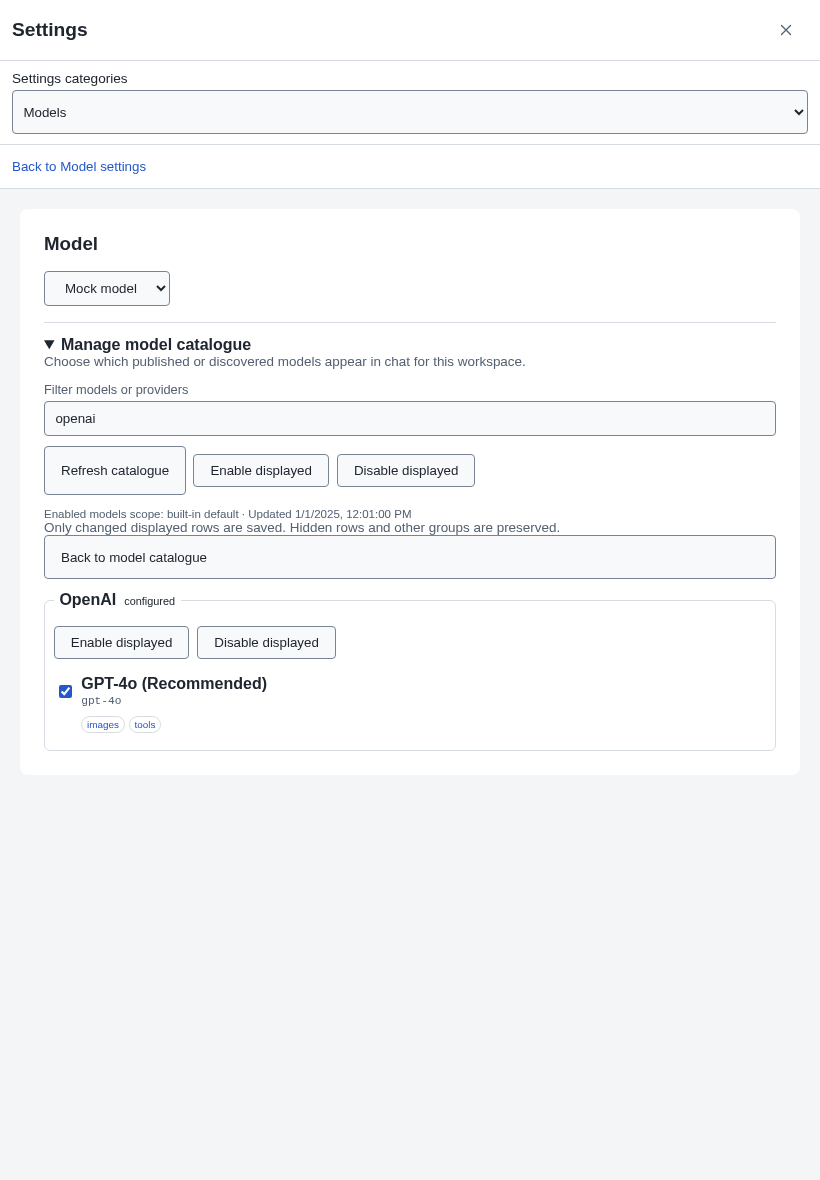 Settings
Settings categories
Models
Back to Model settings
Model
Mock model
Manage model catalogue
Choose which published or discovered models appear in chat for this workspace.
Filter models or providers
openai
Refresh catalogue Enable displayed Disable displayed
Enabled models scope: built-in default · Updated 1/1/2025, 12:01:00 PM
Only changed displayed rows are saved. Hidden rows and other groups are preserved.
Back to model catalogue
OpenAI configured
Enable displayed Disable displayed
GPT-4o (Recommended)
gpt-4o
images tools